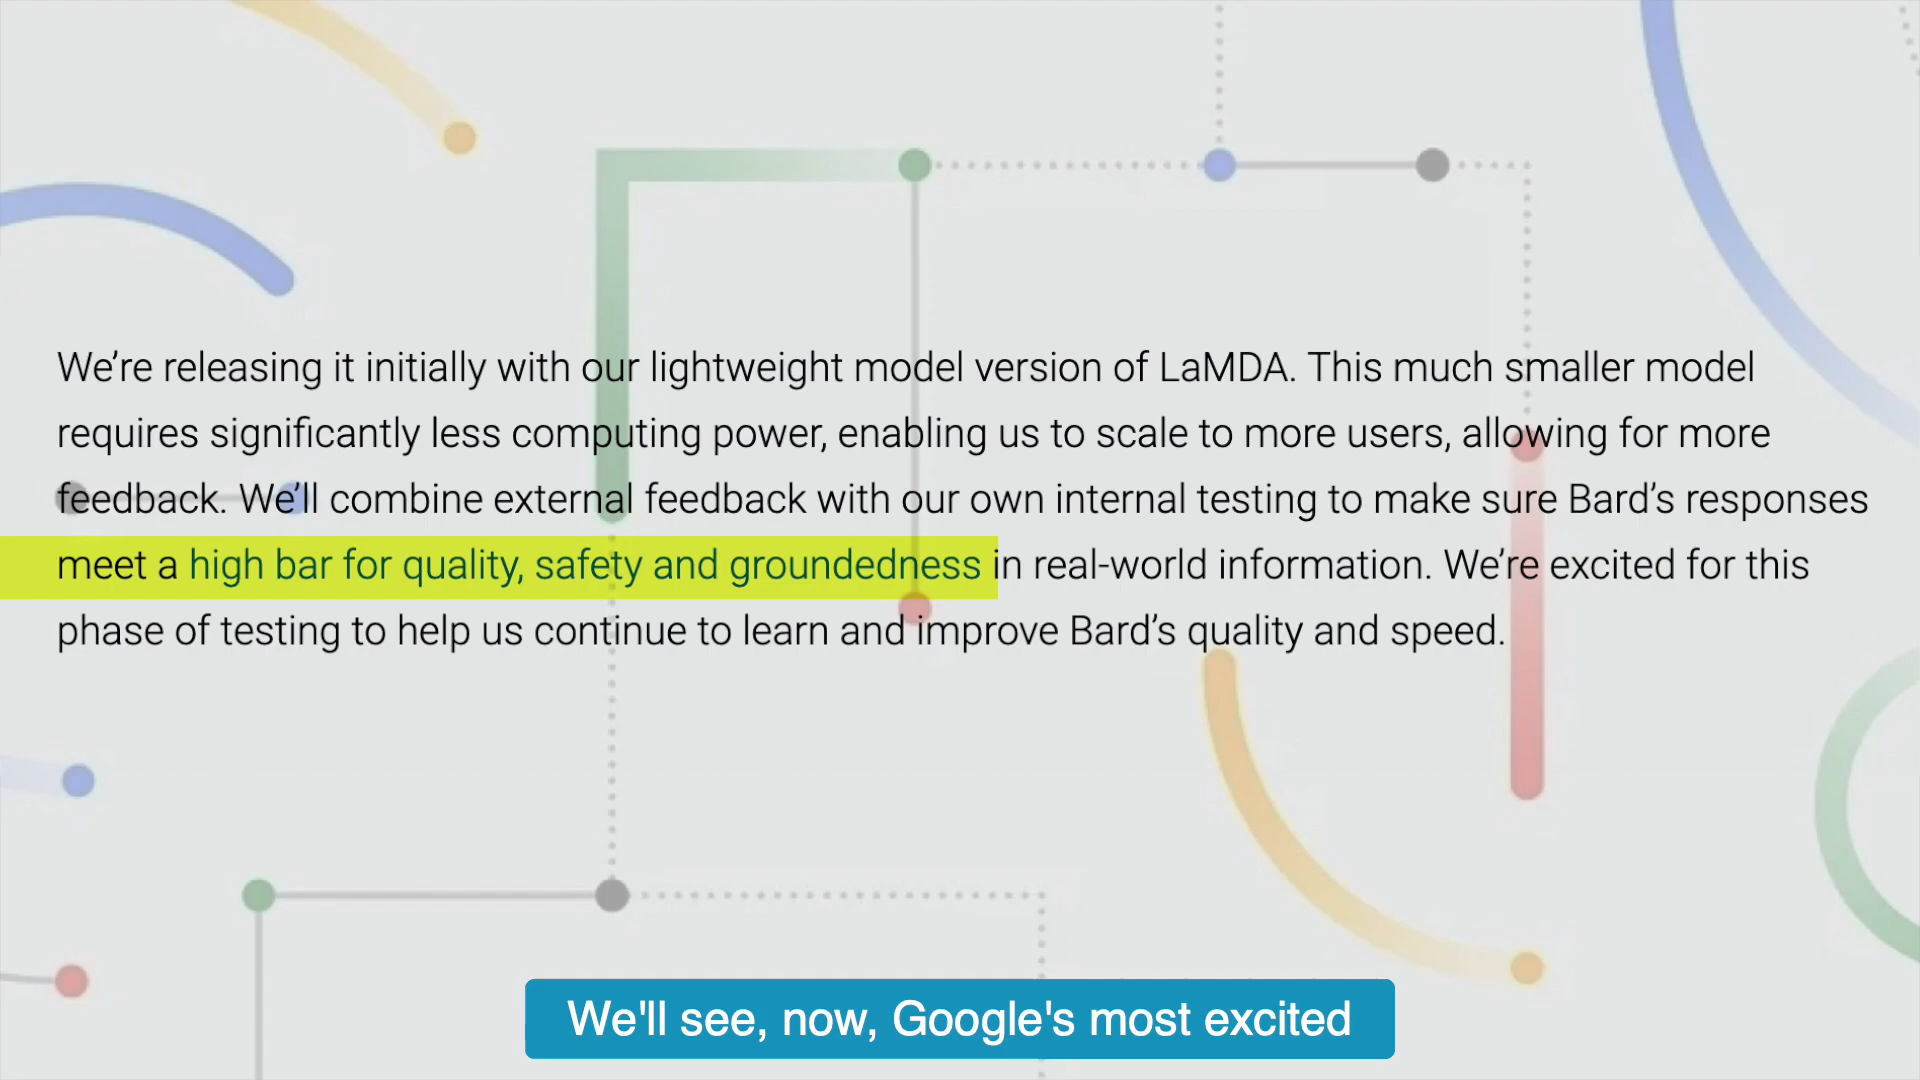 We’re releasing it initially with our lightweight model version of LaMDA. This much smaller model
requires significantly less computing power, enabling us to scale to more users, allowing for more
feedback. We’ll combine external feedback with our own internal testing to make sure Bard’s responses
meet a high bar for quality, safety and groundedness in real-world information. We’re excited for this
phase of testing to help us continue to learn and improve Bard’s quality and speed.
We'll see, now, Google's most excited